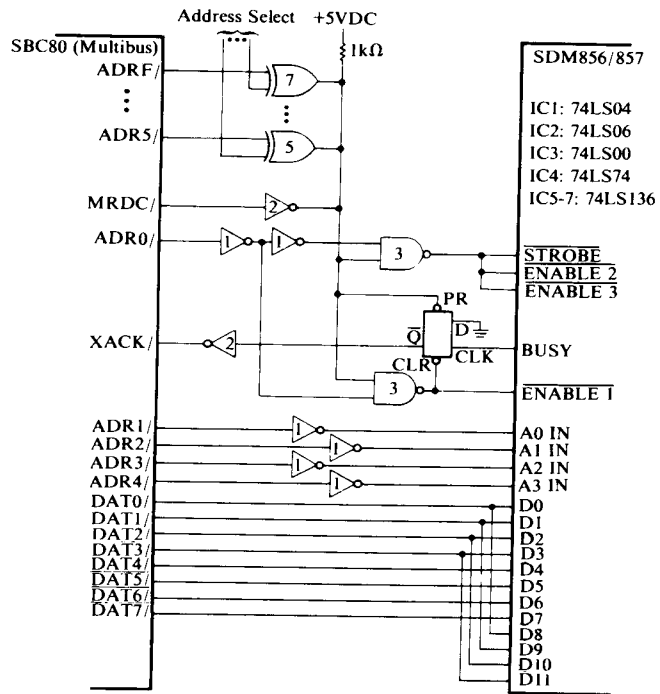 Address Select
+5VDC
1kΩ
SBC80 (Multibus)
SDM856/857
ADRF/
7
IC1: 74LS04
IC2: 74LS06
IC3: 74LS00
IC4: 74LS74
IC5-7: 74LS136
ADR5/
5
MRDC/
2
ADR0/
1
1
3
STROBE
ENABLE 2
ENABLE 3
PR
Q
D
CLK
CLR
XACK/
2
BUSY
3
ENABLE 1
ADR1/
1
A0 IN
ADR2/
1
A1 IN
ADR3/
1
A2 IN
ADR4/
1
A3 IN
DAT0/
D0
DAT1/
D1
DAT2/
D2
DAT3/
D3
DAT4/
D4
DAT5/
D5
DAT6/
D6
DAT7/
D7
D8
D9
D10
D11